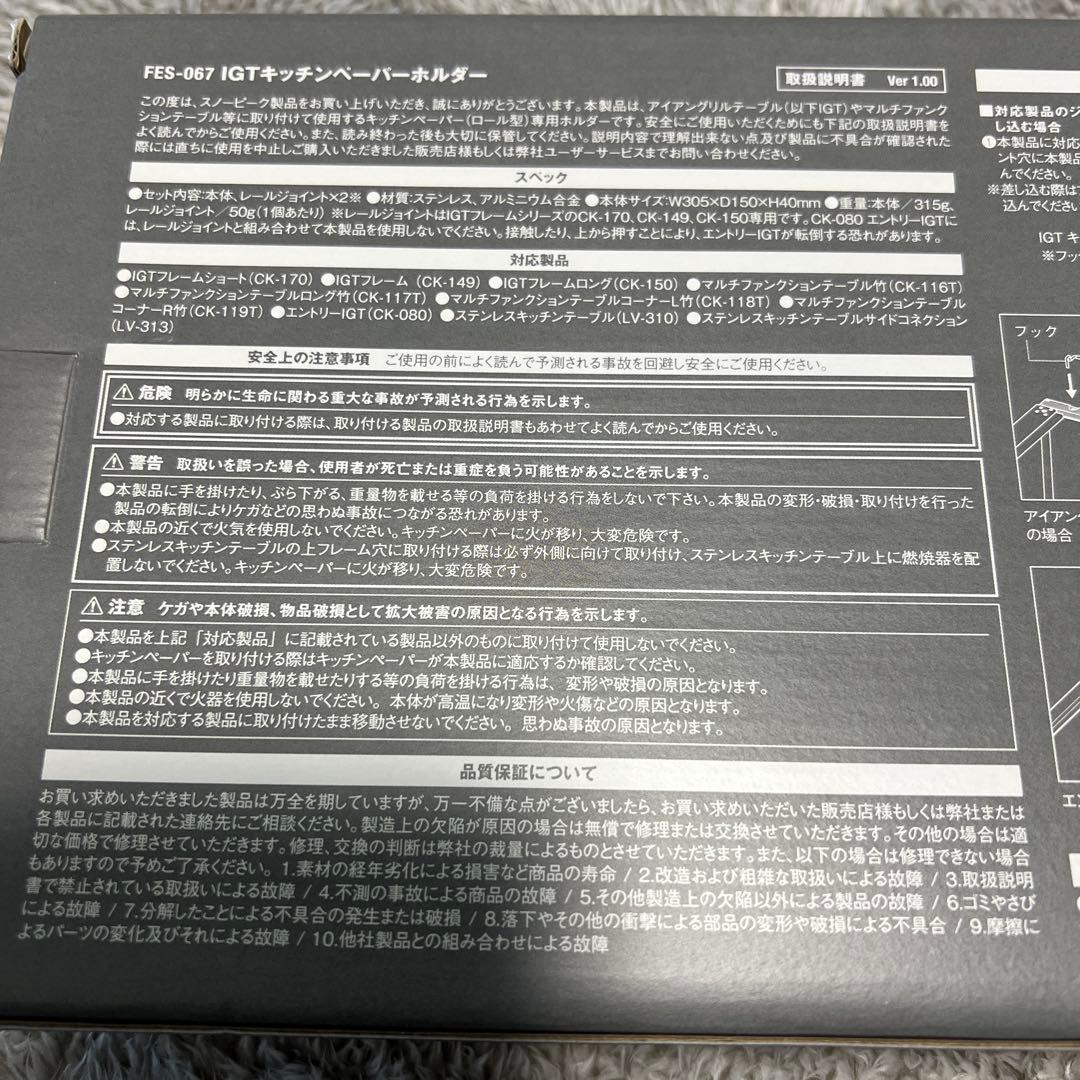 FES-067 IGTキッチンペーパーホルダー
取扱説明書 Ver 1.00
この度は、スノーピーク製品をお買い上げいただき、誠にありがとうございます。本製品は、アイアングリルテーブル(以下IGT)やマルチファンク
ションテーブル等に取り付けて使用するキッチンペーパー(ロール型)専用ホルダーです。安全にご使用いただくためにも下記の取扱説明書を
よく読んでからご使用ください。また、読み終わった後も大切に保管してください。説明内容で理解出来ない点及び製品に不具合が確認された
際には直ちに使用を中止しご購入いただきました販売店様もしくは弊社ユーザーサービスまでお問い合わせください。
スペック
●セット内容:本体、レールジョイント×2※ ●材質:ステンレス、アルミニウム合金 ●本体サイズ:W305×D150×H40mm ●重量:本体/315g、
レールジョイント/50g(1個あたり) ※レールジョイントはIGTフレームシリーズのCK-170、CK-149、CK-150専用です。CK-080 エントリーIGTに
は、レールジョイントと組み合わせて本製品を使用しないでください。接触したり、上から押すことにより、エントリーIGTが転倒する恐れがあります。
対応製品
●IGTフレームショート(CK-170) ●IGTフレーム (CK-149) ●IGTフレームロング(CK-150) ●マルチファンクションテーブル竹(CK-116T)
●マルチファンクションテーブルロング竹(CK-117T) ●マルチファンクションテーブルコーナーL竹(CK-118T) ●マルチファンクションテーブル
コーナーR竹(CK-119T) ●エントリーIGT(CK-080) ●ステンレスキッチンテーブル(LV-310) ●ステンレスキッチンテーブルサイドコネクション
(LV-313)
安全上の注意事項 ご使用の前によく読んで予測される事故を回避し安全にご使用ください。
⚠ 危険 明らかに生命に関わる重大な事故が予測される行為を示します。
●対応する製品に取り付ける際は、取り付ける製品の取扱説明書もあわせてよく読んでからご使用ください。
⚠ 警告 取扱いを誤った場合、使用者が死亡または重症を負う可能性があることを示します。
●本製品に手を掛けたり、ぶら下がる、重量物を載せる等の負荷を掛ける行為をしないで下さい。本製品の変形・破損・取り付けを行った
製品の転倒によりケガなどの思わぬ事故につながる恐れがあります。
●本製品の近くで火気を使用しないでください。キッチンペーパーに火が移り、大変危険です。
●ステンレスキッチンテーブルの上フレーム穴に取り付ける際は必ず外側に向けて取り付け、ステンレスキッチンテーブル上に燃焼器を配
置しないでください。キッチンペーパーに火が移り、大変危険です。
⚠ 注意 ケガや本体破損、物品破損として拡大被害の原因となる行為を示します。
●本製品を上記「対応製品」に記載されている製品以外のものに取り付けて使用しないでください。
●キッチンペーパーを取り付ける際はキッチンペーパーが本製品に適応するか確認してください。
●本製品に手を掛けたり重量物を載せたりする等の負荷を掛ける行為は、変形や破損の原因となります。
●本製品の近くで火器を使用しないでください。 本体が高温になり変形や火傷などの原因となります。
●本製品を対応する製品に取り付けたまま移動させないでください。思わぬ事故の原因となります。
品質保証について
お買い求めいただきました製品は万全を期していますが、万一不備な点がございましたら、お買い求めいただいた販売店様もしくは弊社または
各製品に記載された連絡先にご相談ください。製造上の欠陥が原因の場合は無償で修理または交換させていただきます。その他の場合は適
切な価格で修理させていただきます。修理、交換の判断は弊社の裁量によるものとさせていただきます。また、以下の場合は修理できない場合
もありますので予めご了承ください。 1.素材の経年劣化による損害など商品の寿命 / 2.改造および粗雑な取扱いによる故障 / 3.取扱説明
書で禁止されている取扱いによる故障 / 4.不測の事故による商品の故障 / 5.その他製造上の欠陥以外による製品の故障 / 6.ゴミやさび
による故障 / 7.分解したことによる不具合の発生または破損 / 8.落下やその他の衝撃による部品の変形や破損による不具合 / 9.摩擦に
よるパーツの変化及びそれによる故障 / 10.他社製品との組み合わせによる故障
■対応製品のジ
し込む場合
❶本製品に対応
ント穴に本製品
んでください。
※差し込む際は
込んでください
IGT キ
※フッ
フック
アイアン
の場合
エ